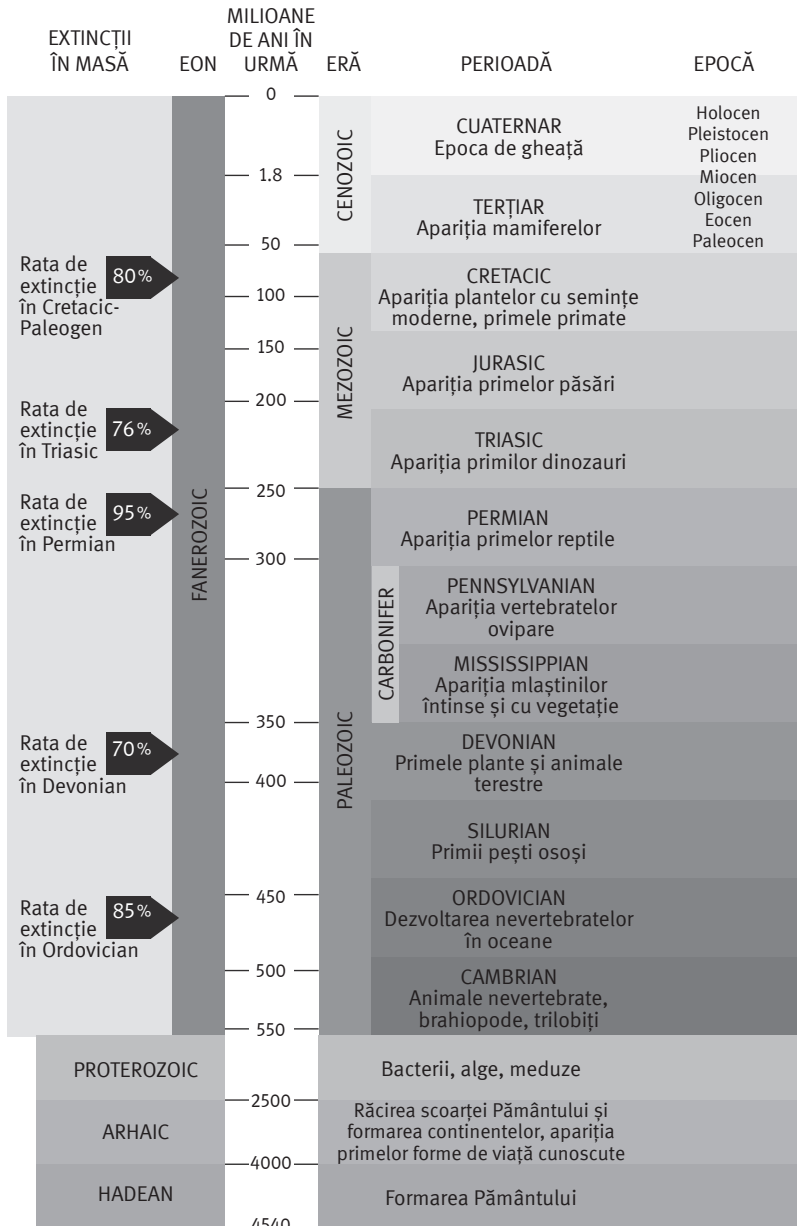 EXTINCȚII
ÎN MASĂ
EON
MILIOANE
DE ANI ÎN
URMĂ
ERĂ
PERIOADĂ
EPOCĂ
0
CENOZOIC
CUATERNAR
Epoca de gheață
Holocen
Pleistocen
Pliocen
Miocen
Oligocen
Eocen
Paleocen
1.8
TERȚIAR
Apariția mamiferelor
50
Rata de
extincție
în Cretacic-
Paleogen
80%
MEZOZOIC
CRETACIC
Apariția plantelor cu semințe
moderne, primele primate
100
150
JURASIC
Apariția primelor păsări
200
Rata de
extincție
în Triasic
76%
TRIASIC
Apariția primilor dinozauri
250
Rata de
extincție
în Permian
95%
FANEROZOIC
PERMIAN
Apariția primelor reptile
300
CARBONIFER
PENNSYLVANIAN
Apariția vertebratelor
ovipare
MISSISSIPPIAN
Apariția mlaștinilor
întinse și cu vegetație
350
PALEOZOIC
Rata de
extincție
în Devonian
70%
DEVONIAN
Primele plante și animale
terestre
400
SILURIAN
Primii pești osoși
450
Rata de
extincție
în Ordovician
85%
ORDOVICIAN
Dezvoltarea nevertebratelor
în oceane
500
CAMBRIAN
Animale nevertebrate,
brahiopode, trilobiți
550
PROTEROZOIC
Bacterii, alge, meduze
2500
ARHAIC
Răcirea scoarței Pământului și
formarea continentelor, apariția
primelor forme de viață cunoscute
4000
HADEAN
Formarea Pământului
4540